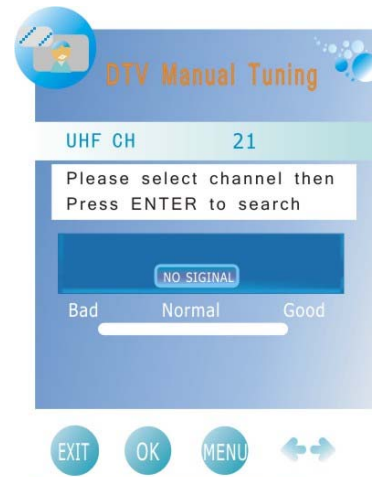 DTV Manual Tuning
UHF CH 21
Please select channel then
Press ENTER to search
NO SIGINAL
Bad Normal Good
EXIT OK MENU